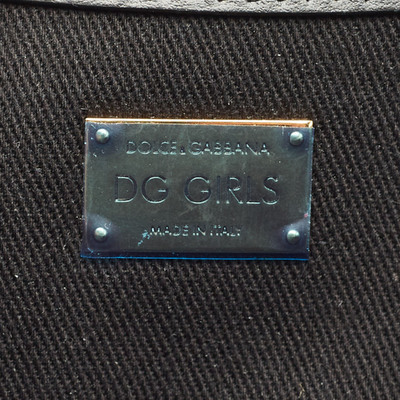 DOLCE & GABBANA
DG GIRLS
MADE IN ITALY